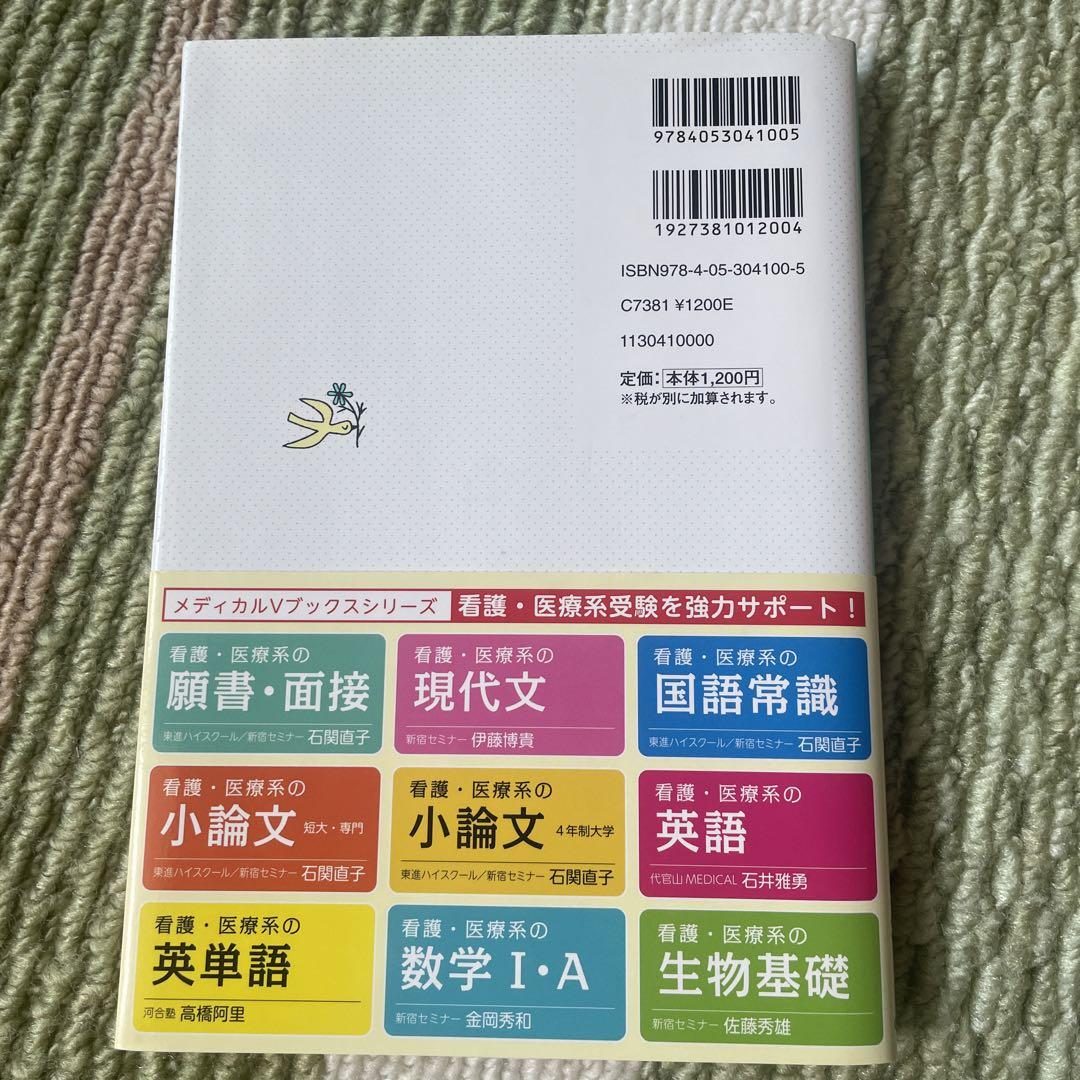 9784053041005
1927381012004
ISBN978-4-05-304100-5
C7381 ¥1200E
1130410000
定価：本体1,200円
※税が別に加算されます。
メディカルVブックスシリーズ 看護・医療系受験を強力サポート！
看護・医療系の
願書・面接
東進ハイスクール／新宿セミナー 石関直子
看護・医療系の
現代文
新宿セミナー 伊藤博貴
看護・医療系の
国語常識
東進ハイスクール／新宿セミナー 石関直子
看護・医療系の
小論文 短大・専門
東進ハイスクール／新宿セミナー 石関直子
看護・医療系の
小論文 4年制大学
東進ハイスクール／新宿セミナー 石関直子
看護・医療系の
英語
代官山 MEDICAL 石井雅勇
看護・医療系の
英単語
河合塾 高橋阿里
看護・医療系の
数学 I・A
新宿セミナー 金岡秀和
看護・医療系の
生物基礎
新宿セミナー 佐藤秀雄